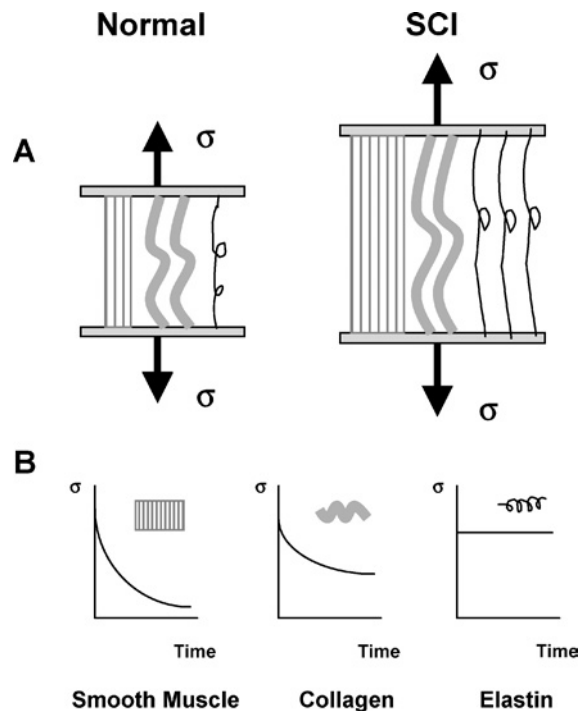 Normal SCI
σ σ
A
σ σ
B
σ σ σ
Time Time Time
Smooth Muscle Collagen Elastin